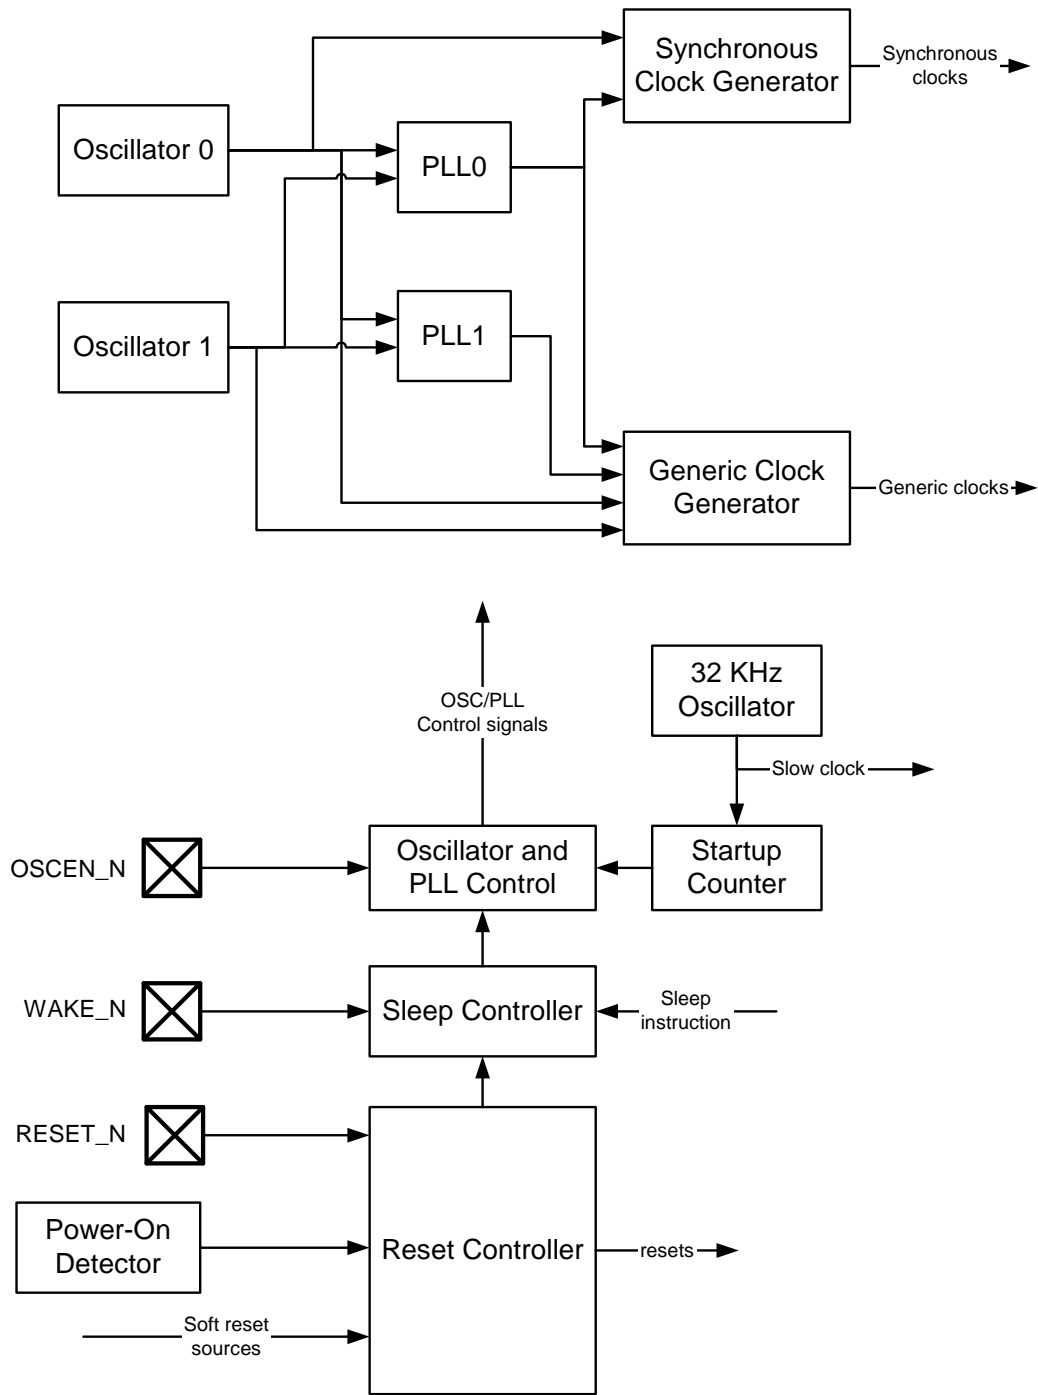 Synchronous
Clock Generator
Synchronous
clocks
Oscillator 0
PLL0
Oscillator 1
PLL1
Generic Clock
Generator
Generic clocks
OSC/PLL
Control signals
32 KHz
Oscillator
Slow clock
OSCEN_N
Oscillator and
PLL Control
Startup
Counter
WAKE_N
Sleep Controller
Sleep
instruction
RESET_N
Power-On
Detector
Reset Controller
resets
Soft reset
sources